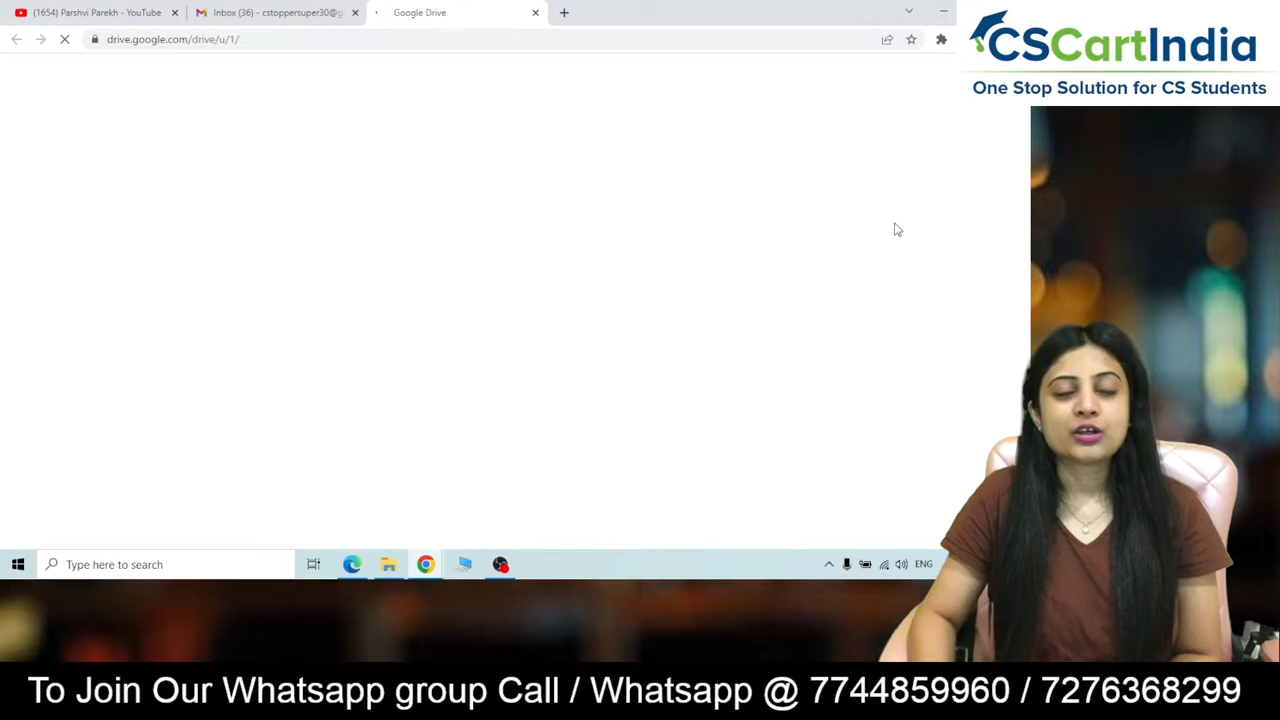 (1654) Parshvi Parekh - YouTube
Inbox (36) - cstoppersuper30@g
Google Drive
drive.google.com/drive/u/1/
CSCartIndia
One Stop Solution for CS Students
Type here to search
ENG
To Join Our Whatsapp group Call / Whatsapp @ 7744859960 / 7276368299